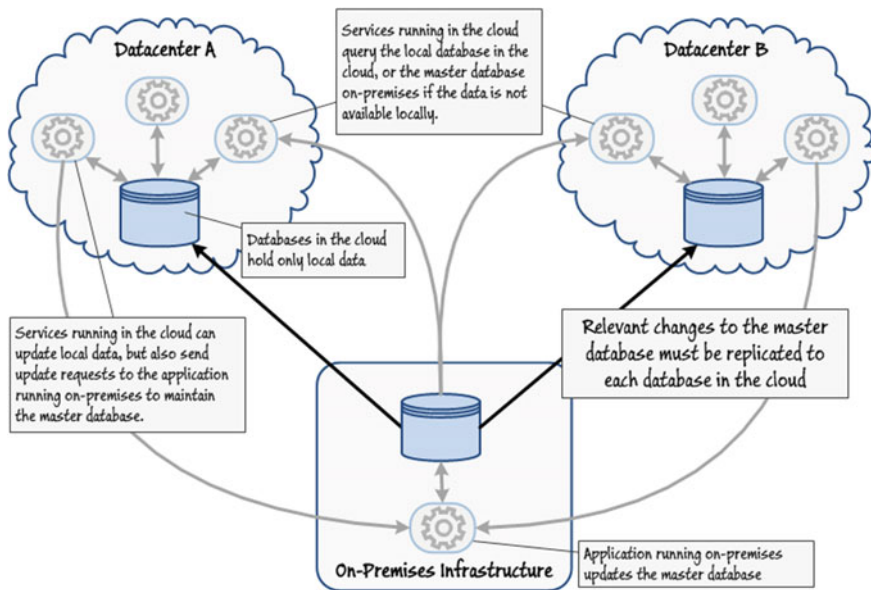 Datacenter A
Services running in the cloud
query the local database in the
cloud, or the master database
on-premises if the data is not
available locally.
Datacenter B
Databases in the cloud
hold only local data
Services running in the cloud can
update local data, but also send
update requests to the application
running on-premises to maintain
the master database.
Relevant changes to the master
database must be replicated to
each database in the cloud
On-Premises Infrastructure
Application running on-premises
updates the master database